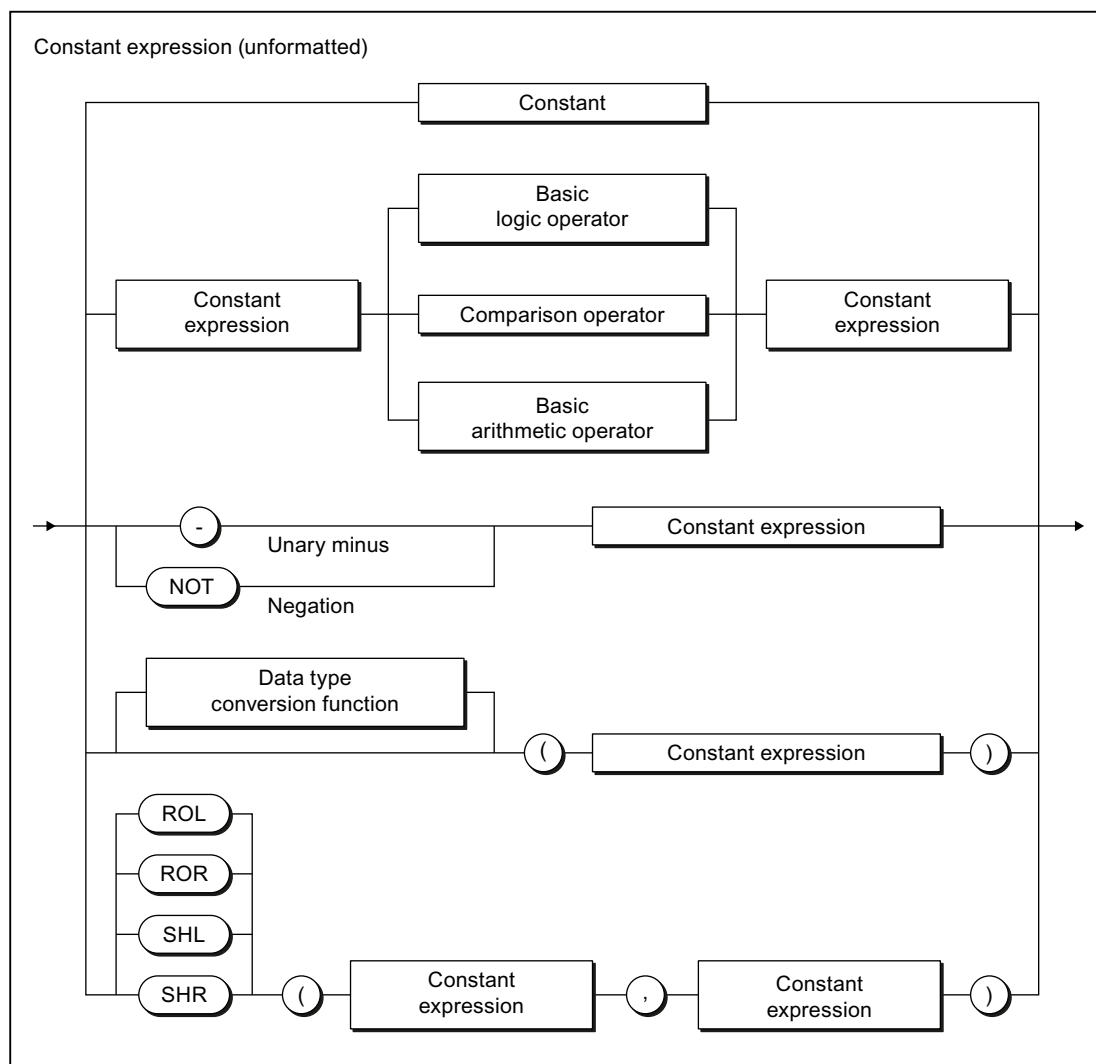 Constant expression (unformatted)
Constant
Basic
logic operator
Constant
expression
Comparison operator
Constant
expression
Basic
arithmetic operator
-
Unary minus
Constant expression
NOT
Negation
Data type
conversion function
(
Constant expression
)
ROL
ROR
SHL
SHR
(
Constant
expression
,
Constant
expression
)